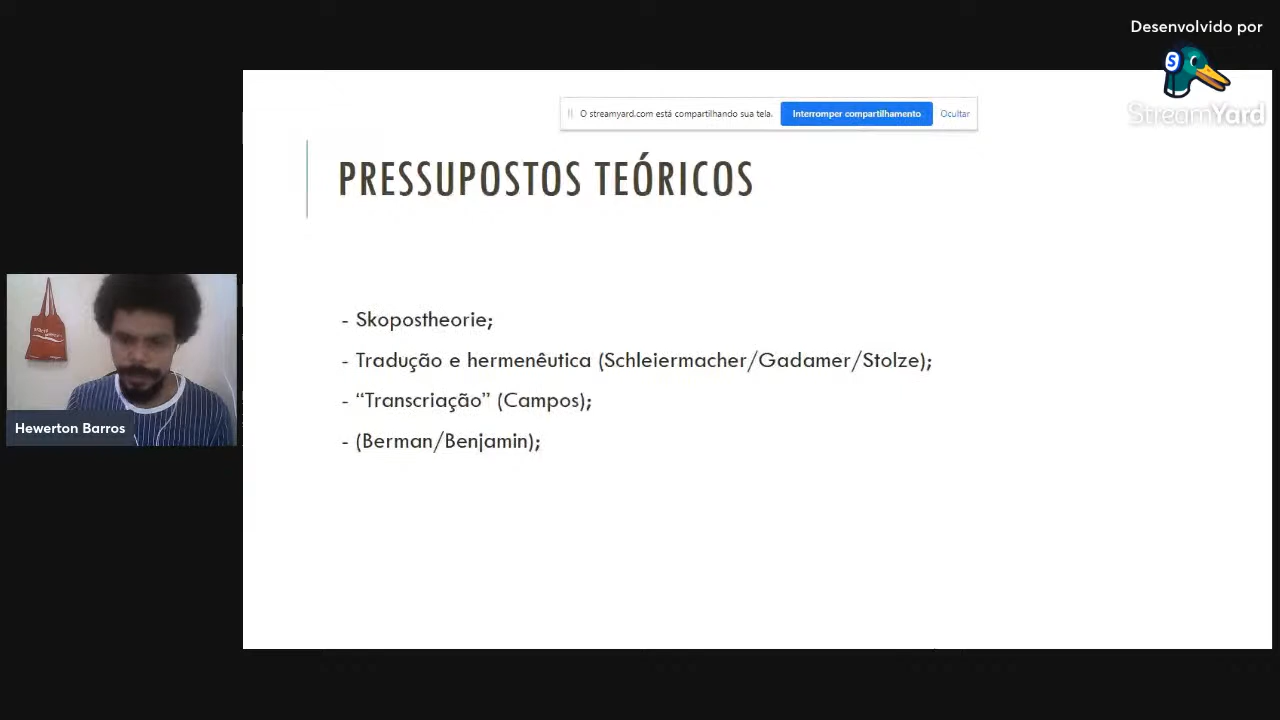 Desenvolvido por
StreamYard
O streamyard.com está compartilhando sua tela.
Interromper compartilhamento
Ocultar
PRESSUPOSTOS TEÓRICOS
- Skopostheorie;
- Tradução e hermenêutica (Schleiermacher/Gadamer/Stolze);
- “Transcriação” (Campos);
- (Berman/Benjamin);
Hewerton Barros